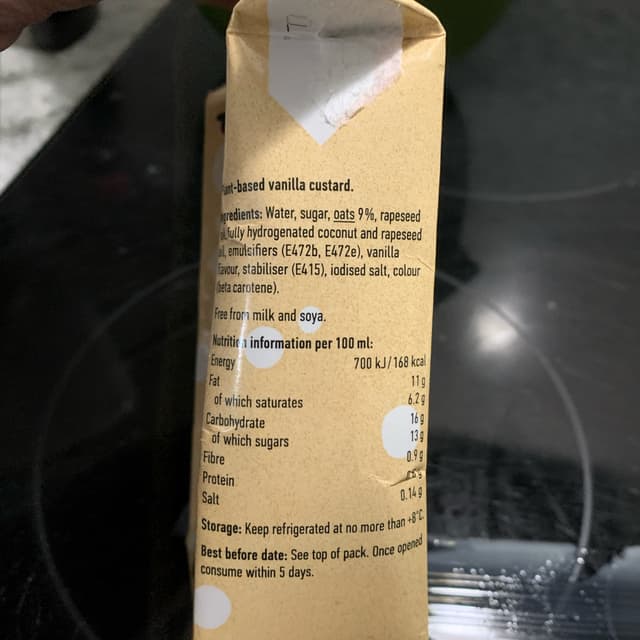 ant-based vanilla custard.
gredients: Water, sugar, oats 9%, rapeseed
fully hydrogenated coconut and rapeseed
emulsifiers (E472b, E472e), vanilla
flavour, stabiliser (E415), iodised salt, colour
(beta carotene).
Free from milk and soya.
Nutrition information per 100 ml:
Energy 700 kJ/168 kcal
Fat 11 g
of which saturates 6.2 g
Carbohydrate 16 g
of which sugars 13 g
Fibre 0.9 g
Protein
Salt 0.14 g
Storage: Keep refrigerated at no more than +8°C.
Best before date: See top of pack. Once opened
consume within 5 days.